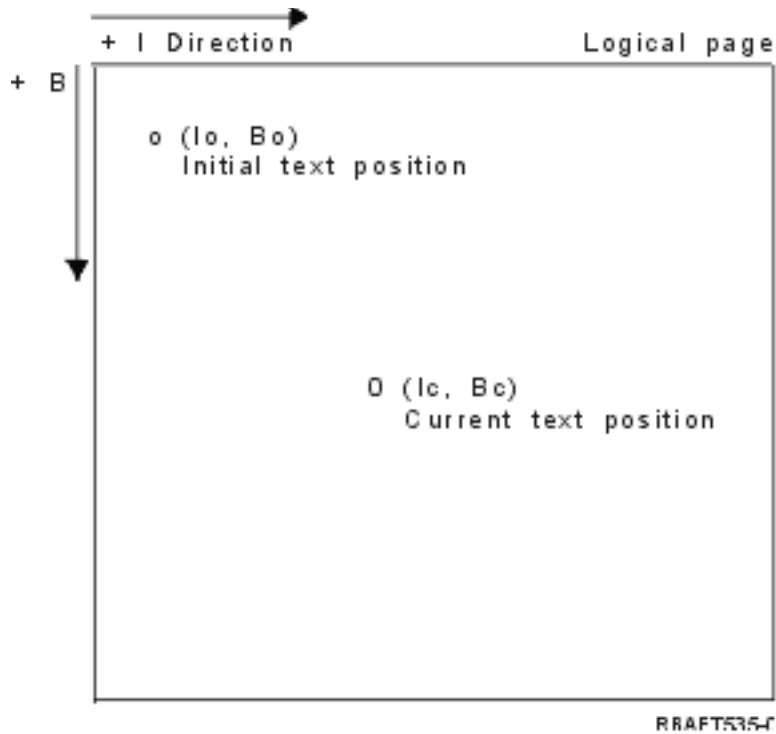 + I Direction Logical page
+ B
o (Io, Bo)
Initial text position
O (Ic, Bc)
Current text position